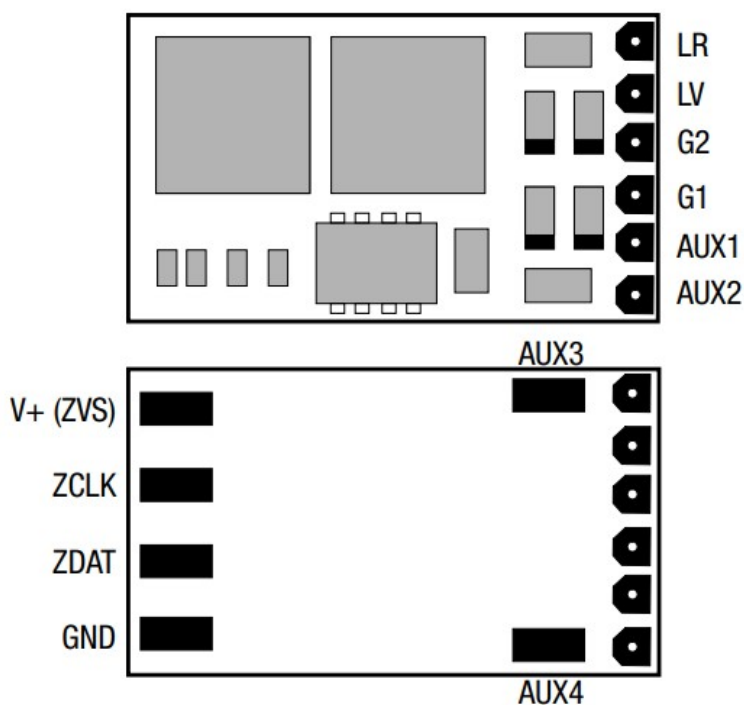 LR
LV
G2
G1
AUX1
AUX2
AUX3
V+ (ZVS)
ZCLK
ZDAT
GND
AUX4